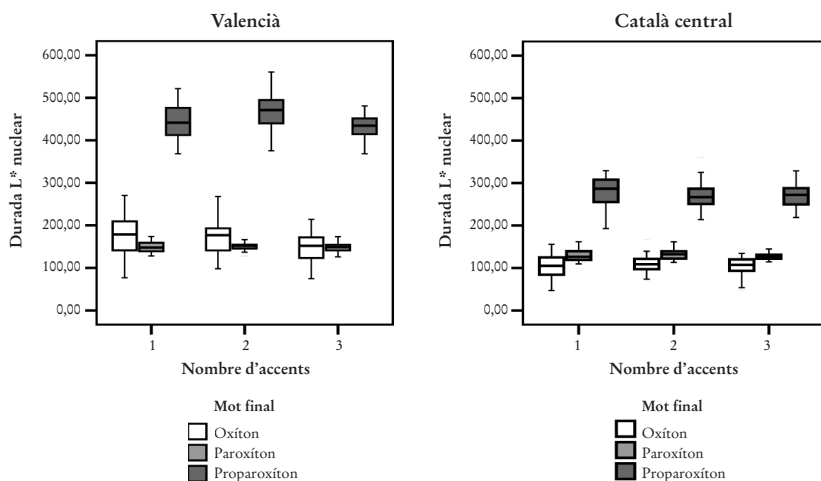 Valencià
600,00
500,00
400,00
300,00
200,00
100,00
0,00
Durada L* nuclear
1 2 3
Nombre d'accents
Mot final
Oxíton
Paroxíton
Proparoxíton
Català central
600,00
500,00
400,00
300,00
200,00
100,00
0,00
Durada L* nuclear
1 2 3
Nombre d'accents
Mot final
Oxíton
Paroxíton
Proparoxíton